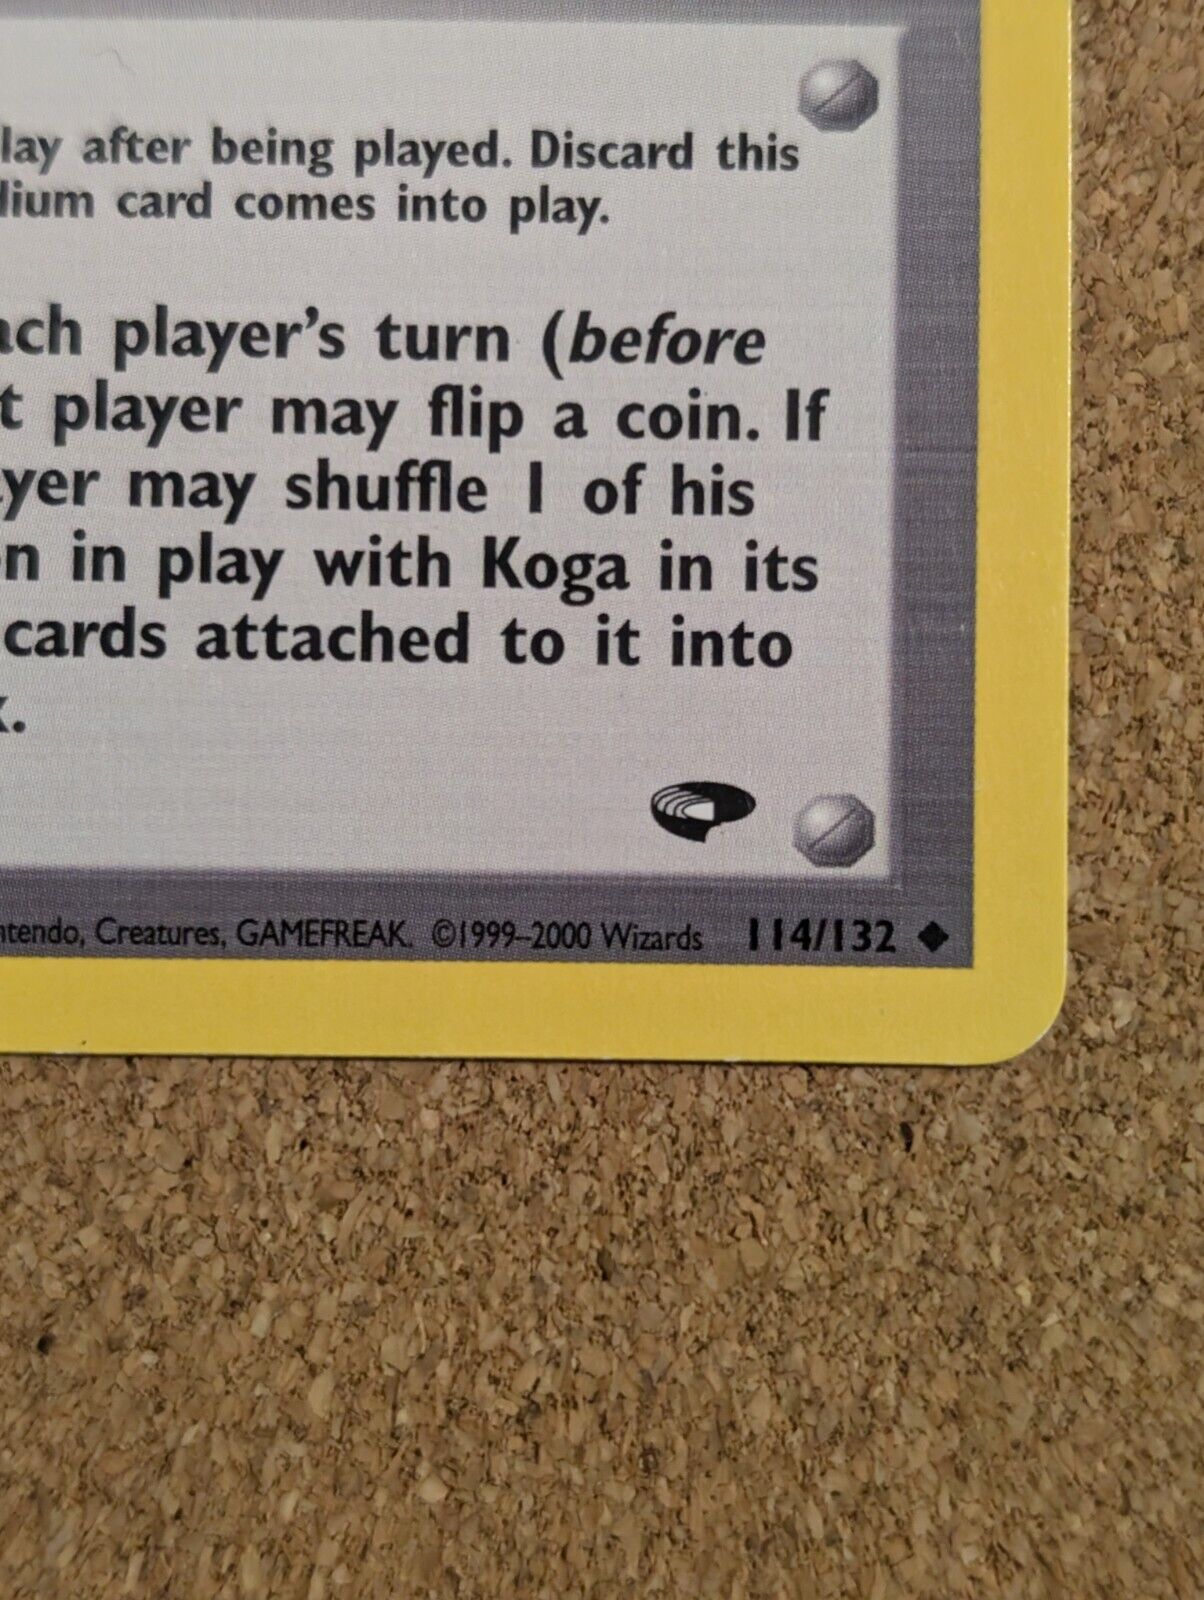 lay after being played. Discard this
dium card comes into play.
ach player's turn (before
t player may flip a coin. If
yer may shuffle 1 of his
n in play with Koga in its
cards attached to it into
k.
ntendo, Creatures, GAMEFREAK. ©1999–2000 Wizards 114/132